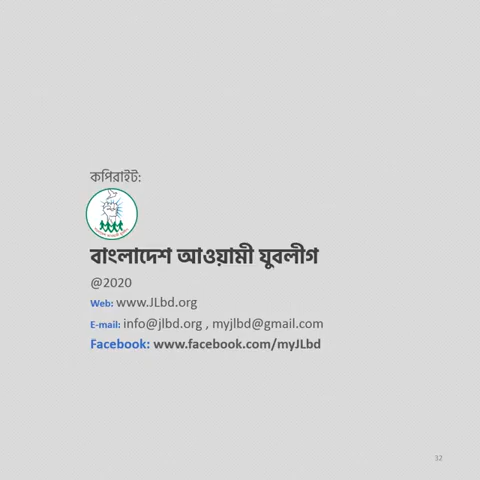 কপিরাইট:
বাংলাদেশ আওয়ামী যুবলীগ
@2020
Web: www.JLbd.org
E-mail: info@jlbd.org , myjlbd@gmail.com
Facebook: www.facebook.com/myJLbd
32